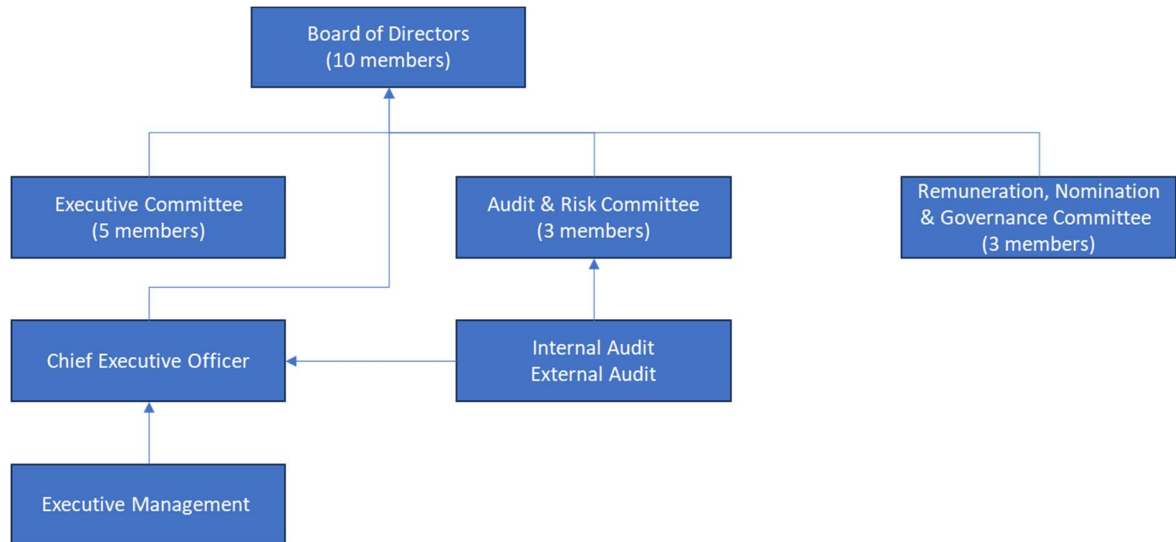 Board of Directors
(10 members)
Executive Committee
(5 members)
Audit & Risk Committee
(3 members)
Remuneration, Nomination
& Governance Committee
(3 members)
Chief Executive Officer
Internal Audit
External Audit
Executive Management